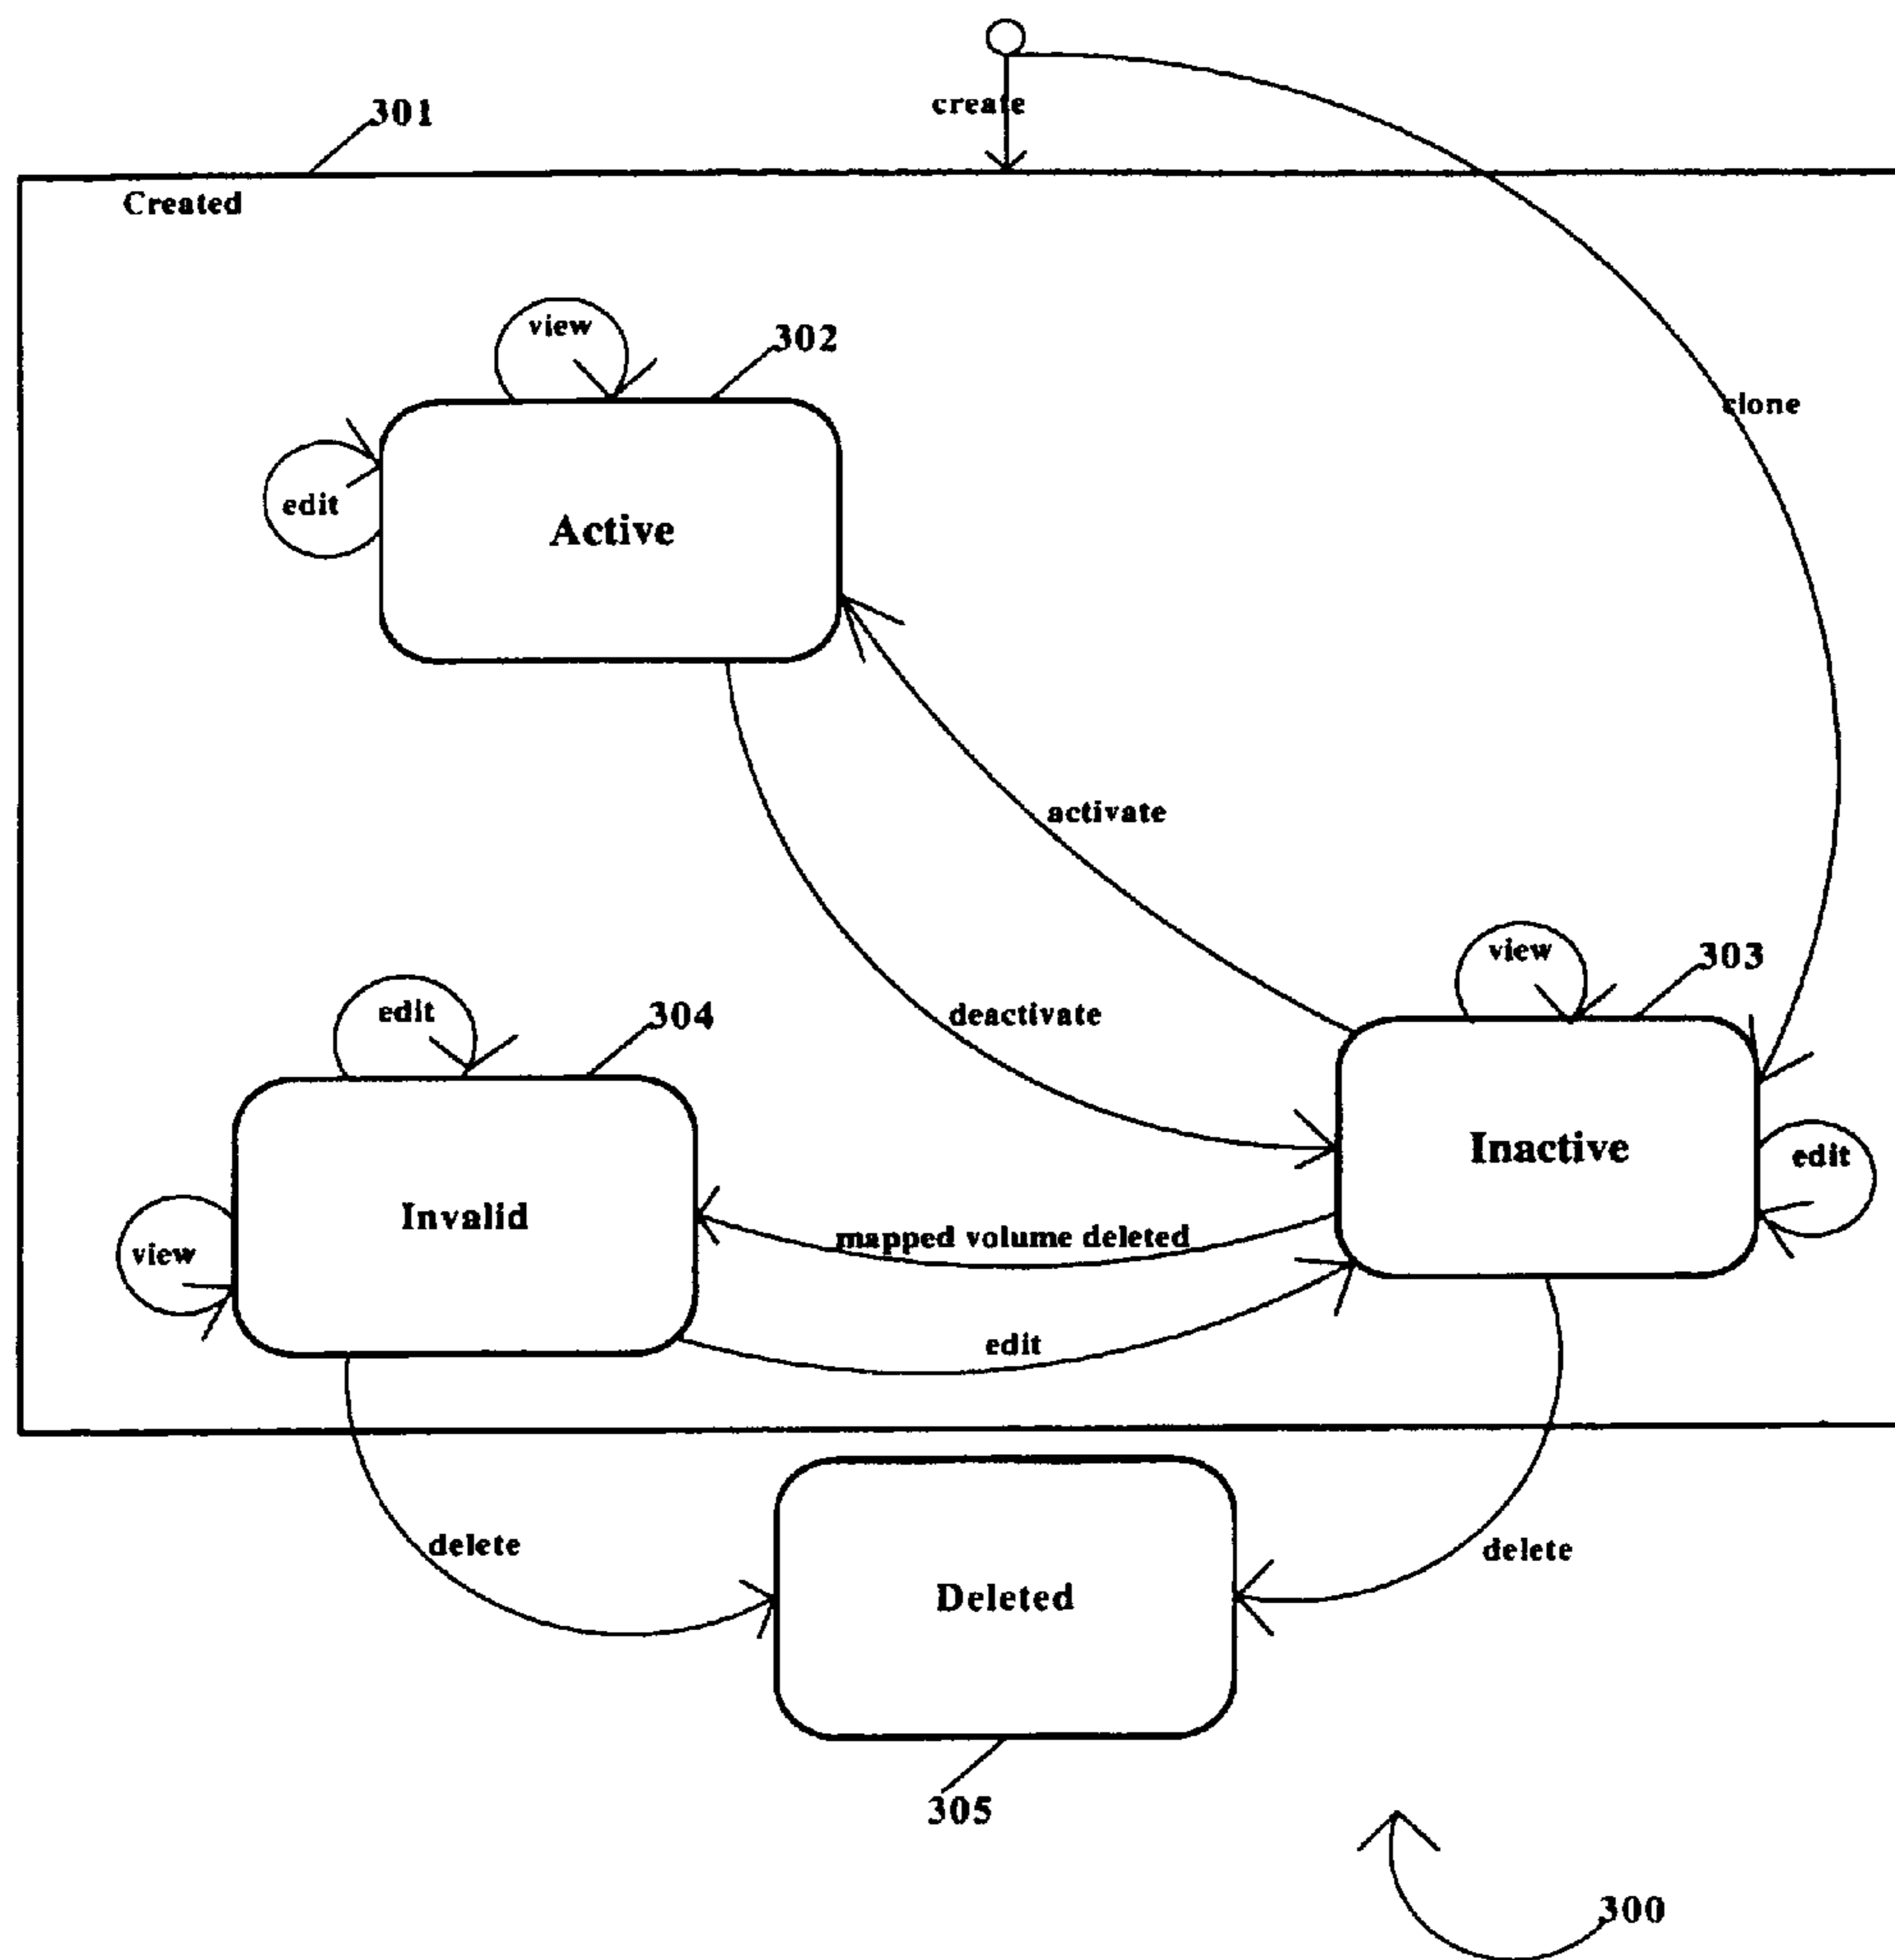 create
301
Created
view
302
clone
edit
Active
activate
view
303
edit
304
deactivate
Inactive
edit
Invalid
mapped volume deleted
view
edit
delete
delete
Deleted
305
300